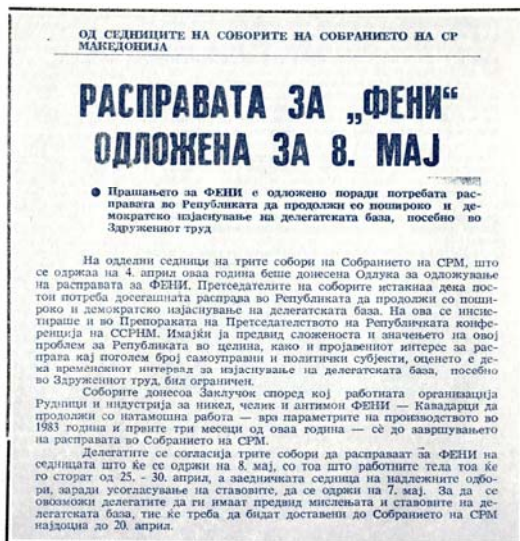 ОД СЕДНИЦИТЕ НА СОБОРИТЕ НА СОБРАНИЕТО НА СР
МАКЕДОНИЈА
РАСПРАВАТА ЗА „ФЕНИ“
ОДЛОЖЕНА ЗА 8. МАЈ
● Прашањето за ФЕНИ е одложено поради потребата рас-
правата во Републиката да продолжи со пошироко и де-
мократско изјаснување на делегатската база, посебно во
Здружениот труд
На одделни седници на трите собори на Собранието на СРМ, што
се одржаа на 4. април оваа година беше донесена Одлука за одложување
на расправата за ФЕНИ. Претседателите на соборите истакнаа дека пос-
тои потреба досегашната расправа во Републиката да продолжи со поши-
роко и демократско изјаснување на делегатската база. На ова се инсис-
тираше и во Препораката на Претседателството на Републичката конфе-
ренција на ССРНМ. Имајќи ја предвид сложеноста и значењето на овој
проблем за Републиката во целина, како и пројавениот интерес за рас-
права кај поголем број самоуправни и политички субјекти, оценето е де-
ка временскиот интервал за изјаснување на делегатската база, посебно
во Здружениот труд, бил ограничен.
Соборите донесоа Заклучок според кој работната организација
Рудници и индустрија за никел, челик и антимон ФЕНИ — Кавадарци да
продолжи со натамошна работа — врз параметрите на производството во
1983 година и првите три месеци од оваа година — сѐ до завршувањето
на расправата во Собранието на СРМ.
Делегатите се согласија трите собори да расправаат за ФЕНИ на
седницата што ќе се одржи на 8. мај, со тоа што работните тела тоа ќе
го сторат од 25. - 30. април, а заедничката седница на надлежните одбо-
ри, заради усогласување на ставовите, да се одржи на 7. мај. За да се
овозможи делегатите да ги имаат предвид мислењата и ставовите на де-
легатската база, тие ќе треба да бидат доставени до Собранието на СРМ
најдоцна до 20. април.